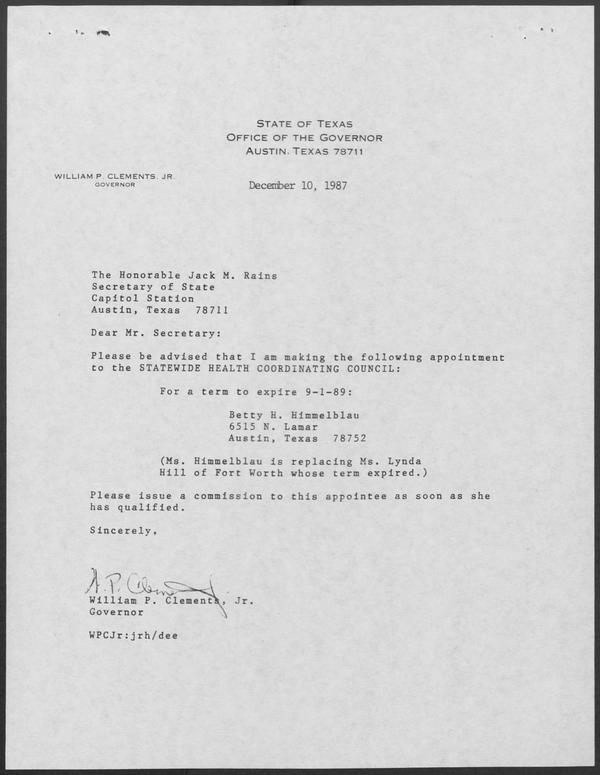 STATE OF TEXAS
OFFICE OF THE GOVERNOR
AUSTIN, TEXAS 78711
WILLIAM P. CLEMENTS, JR.
GOVERNOR
December 10, 1987
The Honorable Jack M. Rains
Secretary of State
Capitol Station
Austin, Texas 78711
Dear Mr. Secretary:
Please be advised that I am making the following appointment
to the STATEWIDE HEALTH COORDINATING COUNCIL:
For a term to expire 9-1-89:
Betty H. Himmelblau
6515 N. Lamar
Austin, Texas 78752
(Ms. Himmelblau is replacing Ms. Lynda
Hill of Fort Worth whose term expired.)
Please issue a commission to this appointee as soon as she
has qualified.
Sincerely,
William P. Clements, Jr.
Governor
WPCJr:jrh/dee